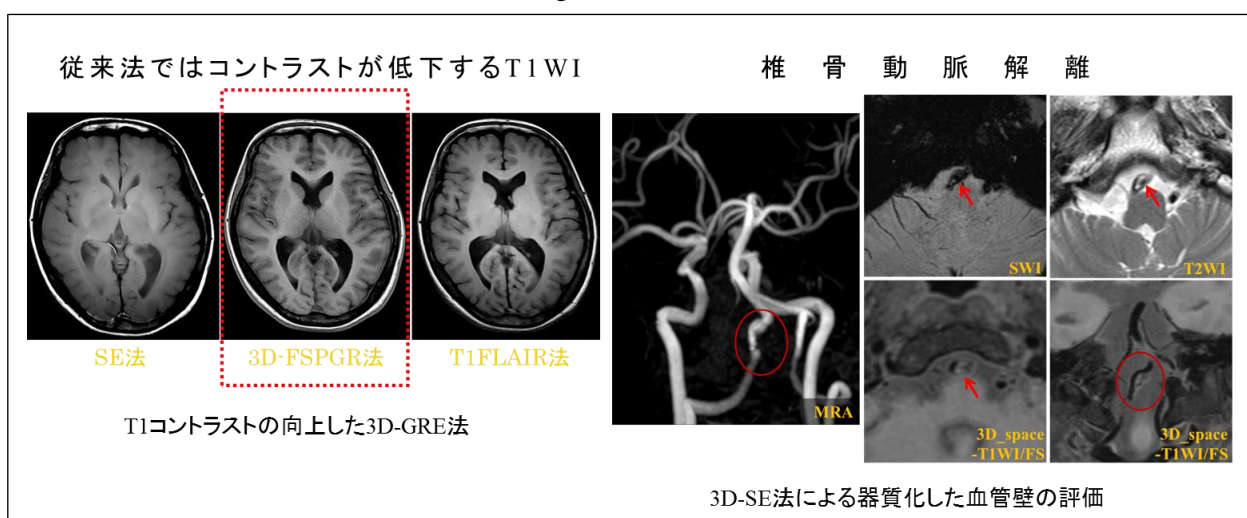 従来法ではコントラストが低下するT1WI
SE法
3D-FSPGR法
T1FLAIR法
T1コントラストの向上した3D-GRE法
椎骨動脈解離
MRA
SWI
T2WI
3D_space
-T1WI/FS
3D_space
-T1WI/FS
3D-SE法による器質化した血管壁の評価